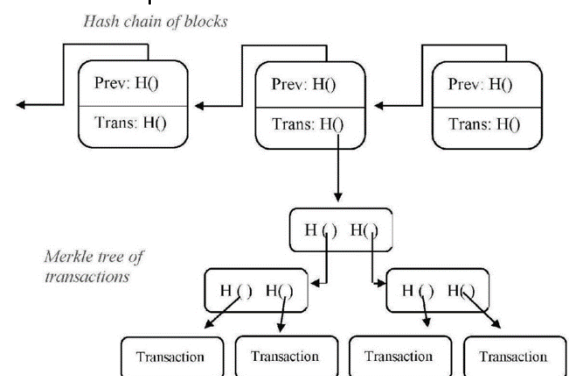 Hash chain of blocks
Prev: H()
Prev: H()
Prev: H()
Trans: H()
Trans: H()
Trans: H()
H ( ) H( )
Merkle tree of
transactions
H ( ) H( )
H ( ) H( )
Transaction
Transaction
Transaction
Transaction